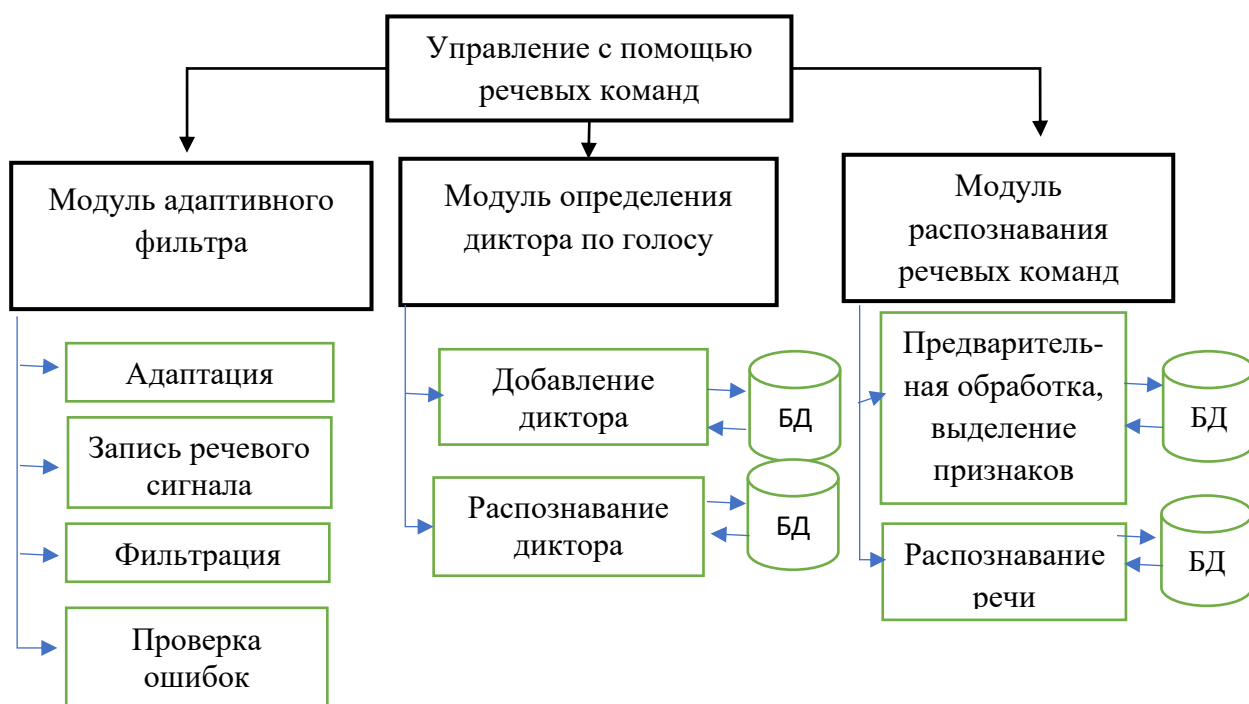 Управление с помощью
речевых команд
Модуль адаптивного
фильтра
Модуль определения
диктора по голосу
Модуль
распознавания
речевых команд
Адаптация
Запись речевого
сигнала
Фильтрация
Проверка
ошибок
Добавление
диктора
БД
Распознавание
диктора
БД
Предваритель-
ная обработка,
выделение
признаков
БД
Распознавание
речи
БД